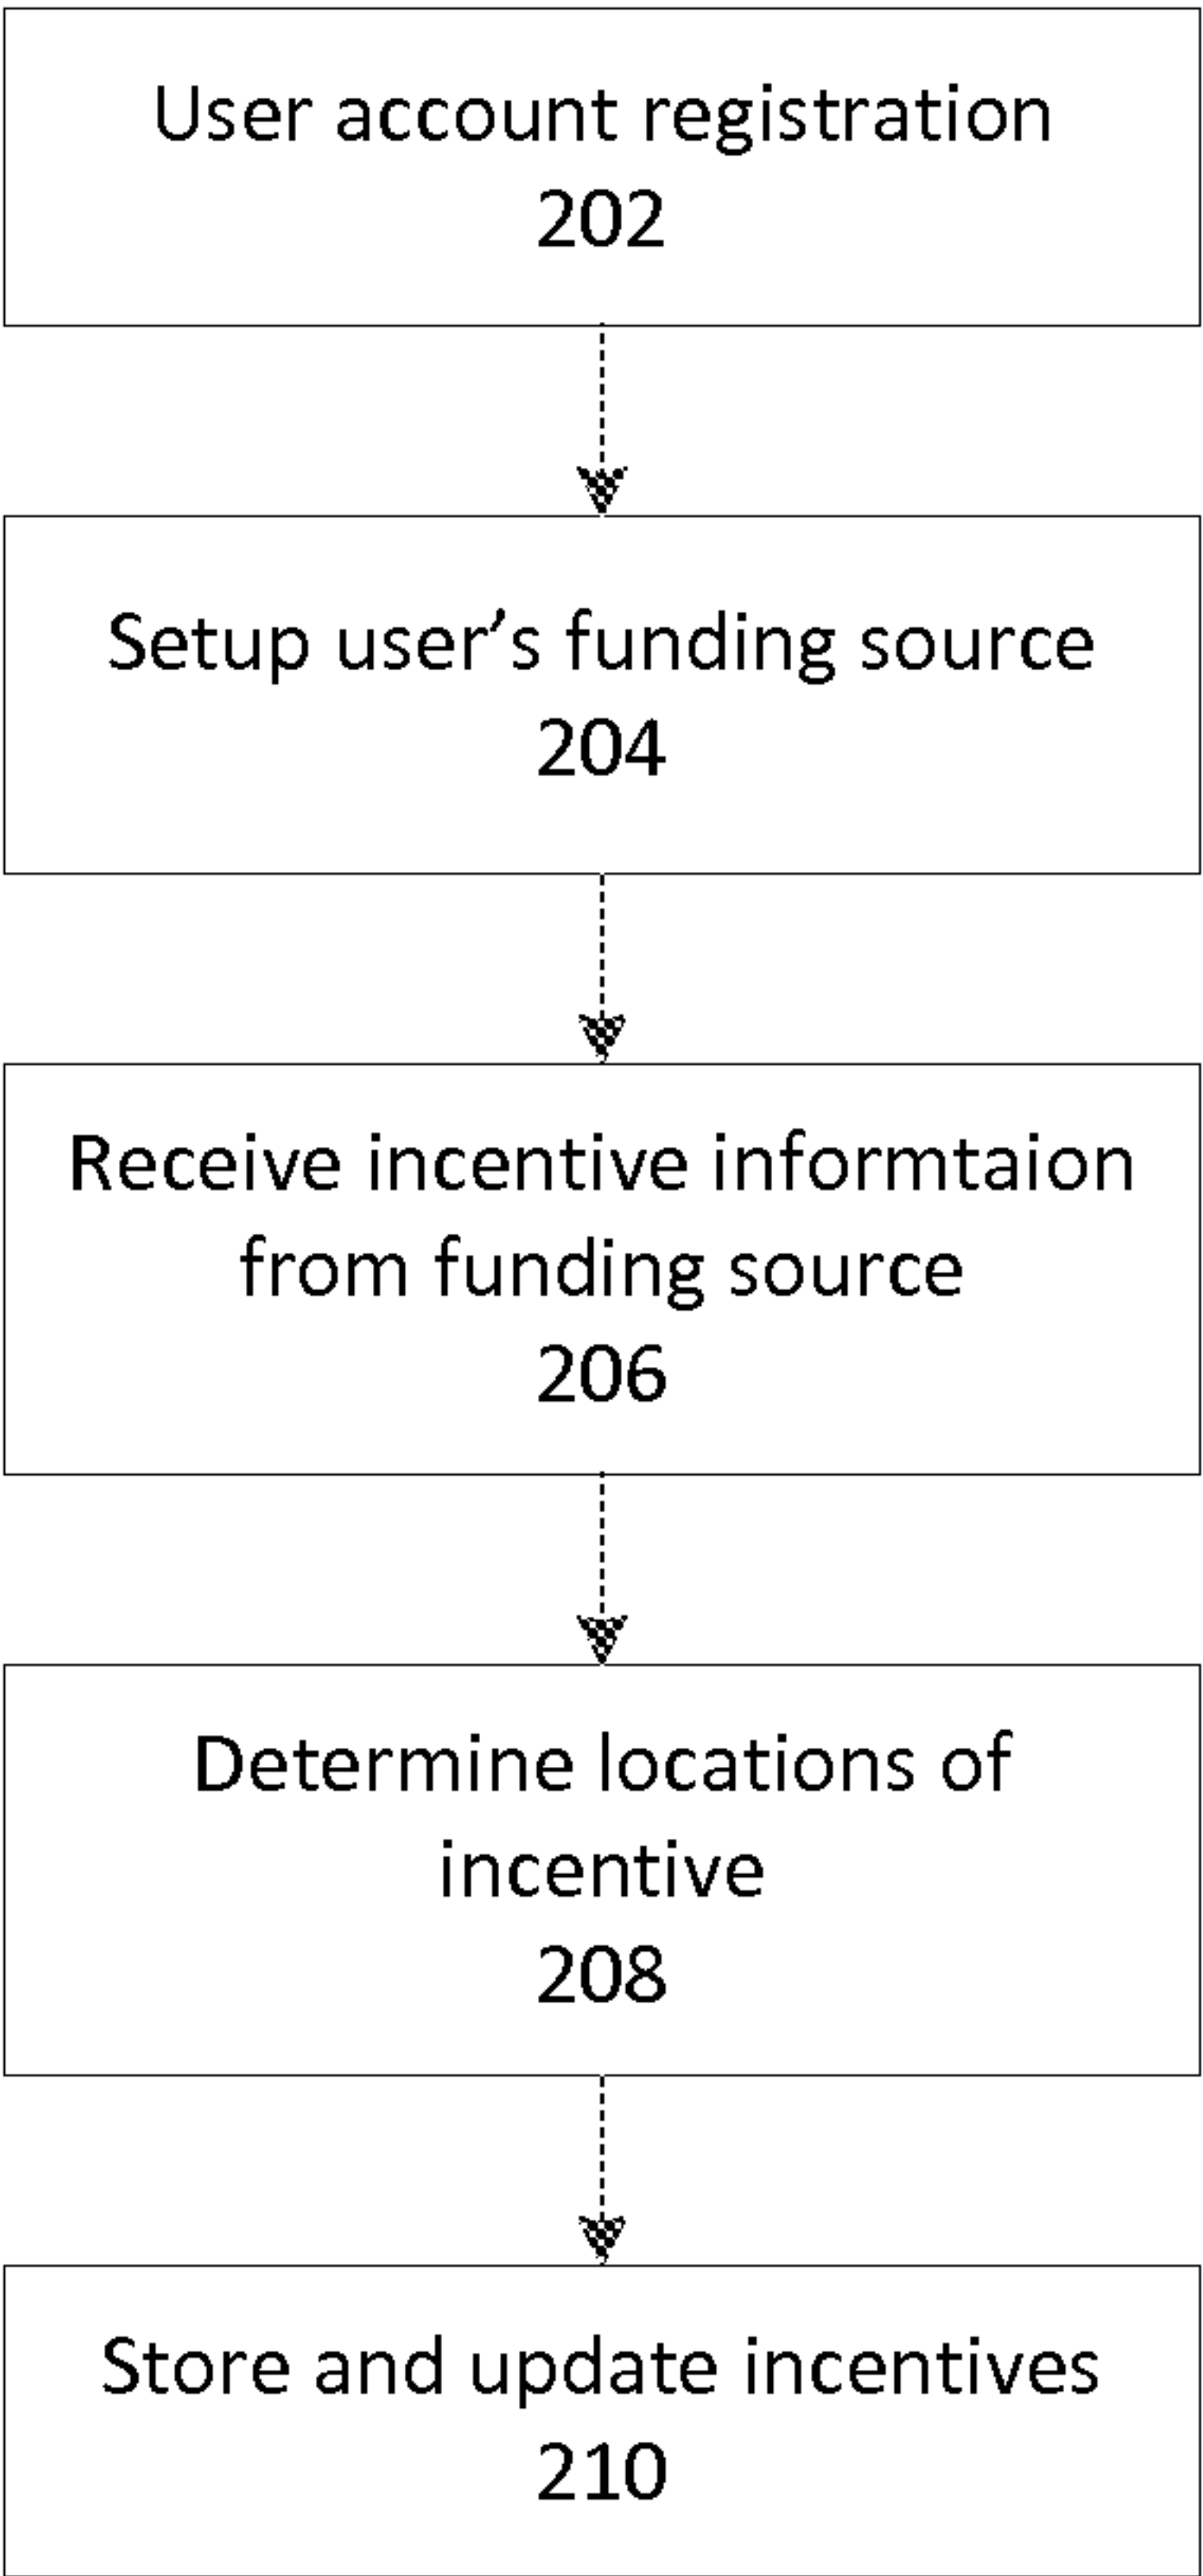 User account registration
202
Setup user’s funding source
204
Receive incentive informtaion
from funding source
206
Determine locations of
incentive
208
Store and update incentives
210